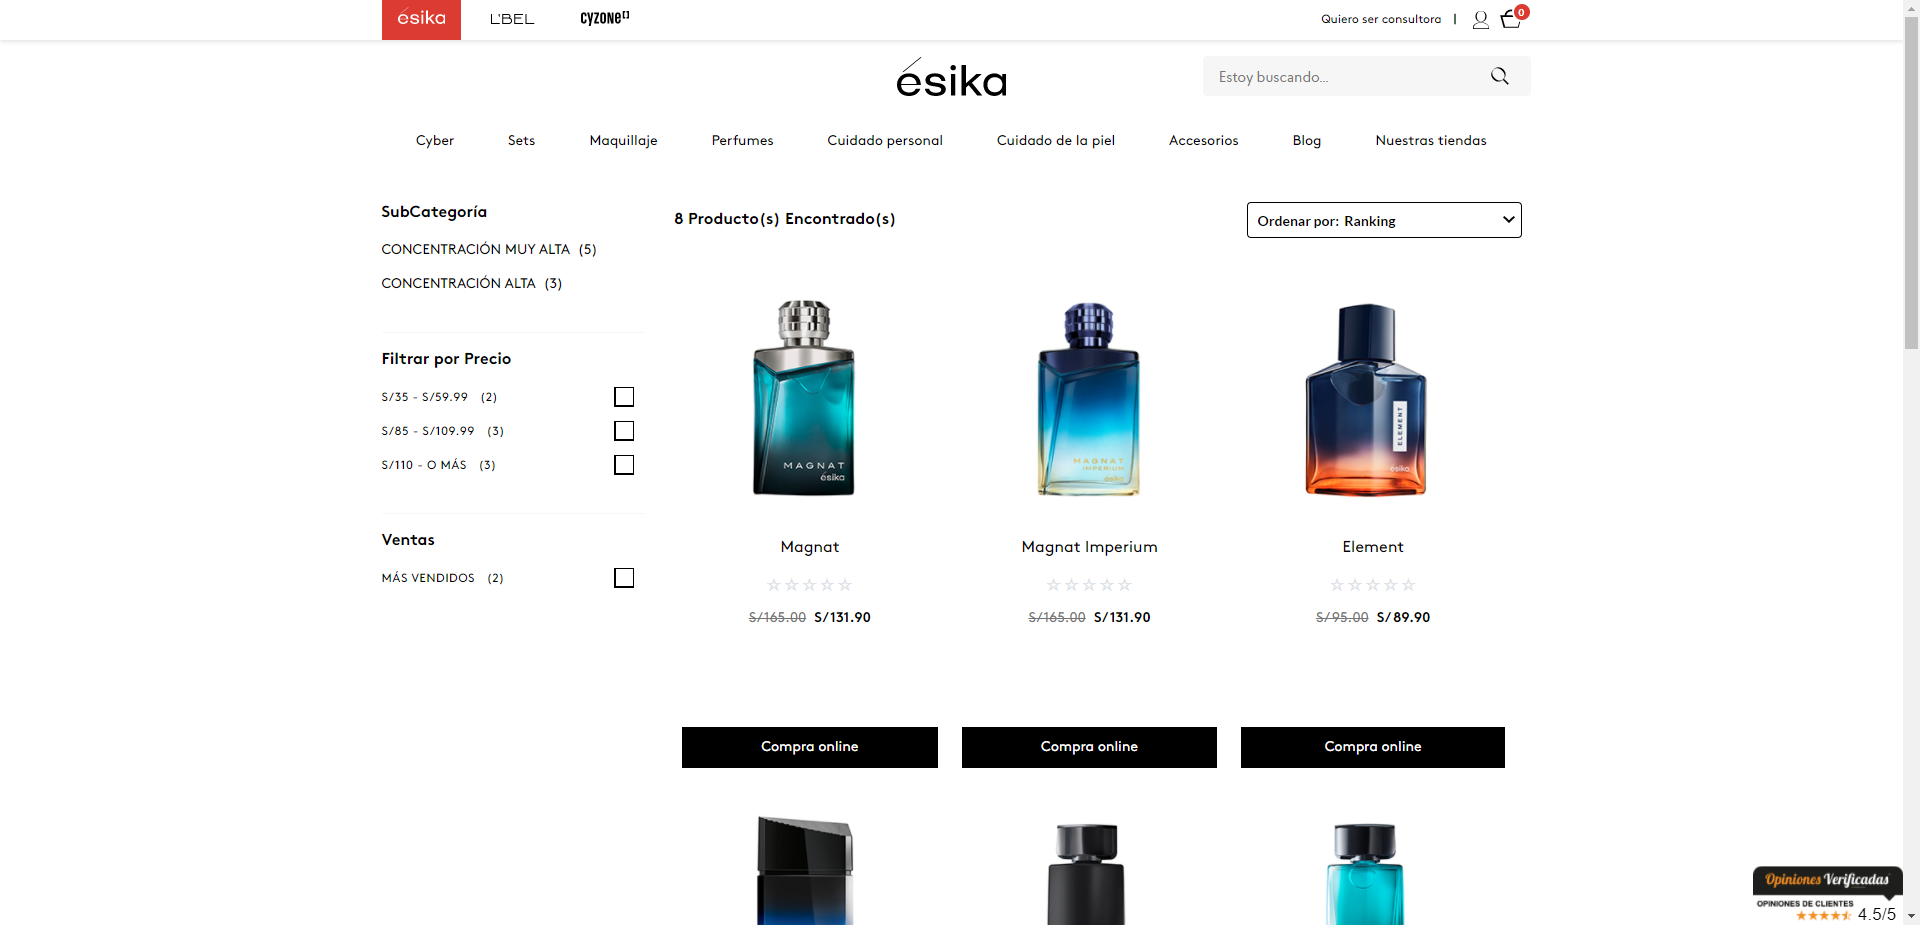 ésika L'BEL CYZONE Quiero ser consultora | 0
ésika
Estoy buscando...
Cyber Sets Maquillaje Perfumes Cuidado personal Cuidado de la piel Accesorios Blog Nuestras tiendas
SubCategoría
CONCENTRACIÓN MUY ALTA (5)
CONCENTRACIÓN ALTA (3)
Filtrar por Precio
S/35 - S/59.99 (2)
S/85 - S/109.99 (3)
S/110 - O MÁS (3)
Ventas
MÁS VENDIDOS (2)
8 Producto(s) Encontrado(s)
Ordenar por: Ranking
MAGNAT
ésika
MAGNAT
IMPERIUM
ésika
ELEMENT
ésika
Magnat Magnat Imperium Element
S/165.00 S/131.90 S/165.00 S/131.90 S/95.00 S/89.90
Compra online Compra online Compra online
Opiniones Verificadas
OPINIONES DE CLIENTES
4.5/5